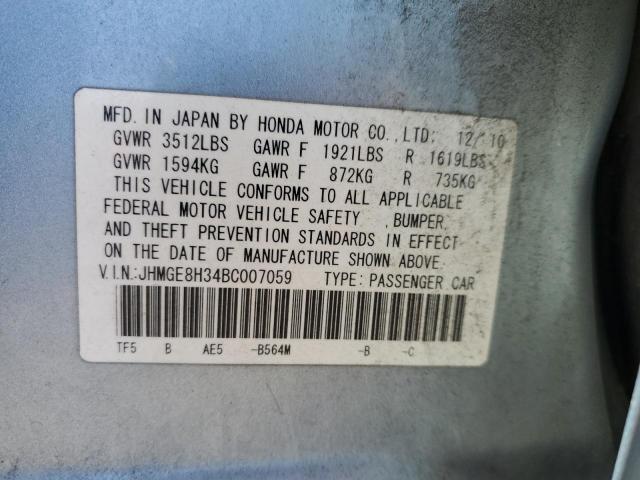 MFD. IN JAPAN BY HONDA MOTOR CO., LTD: 12/10
GVWR 3512LBS GAWR F 1921LBS R 1619LBS
GVWR 1594KG GAWR F 872KG R 735KG
THIS VEHICLE CONFORMS TO ALL APPLICABLE
FEDERAL MOTOR VEHICLE SAFETY ,BUMPER,
AND THEFT PREVENTION STANDARDS IN EFFECT
ON THE DATE OF MANUFACTURE SHOWN ABOVE.
V.I.N.:JHMGE8H34BC007059 TYPE: PASSENGER CAR
TF5 B AE5 -B564M -B -C